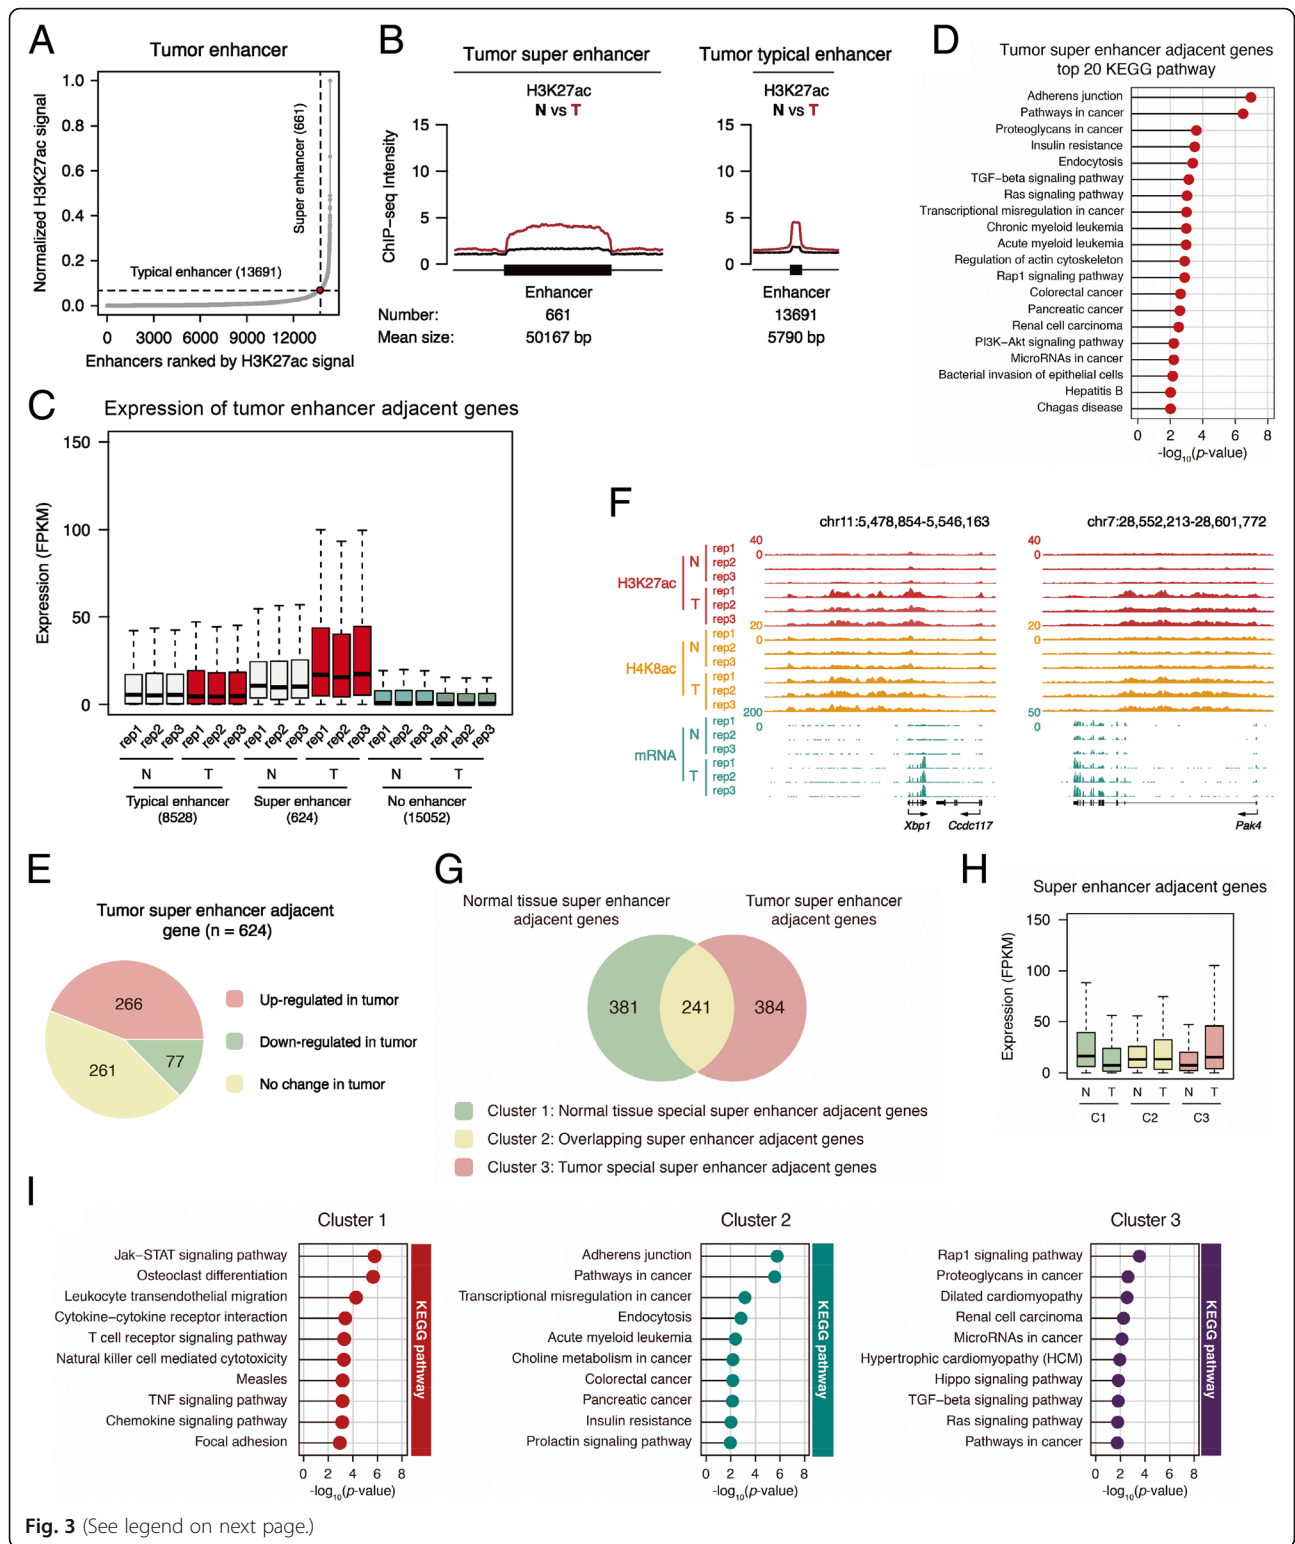 A
Tumor enhancer
Normalized H3K27ac signal
1.0
0.8
0.6
0.4
0.2
0.0
Super enhancer (661)
Typical enhancer (13691)
0 3000 6000 9000 12000
Enhancers ranked by H3K27ac signal
B
Tumor super enhancer
Tumor typical enhancer
H3K27ac
N vs T
H3K27ac
N vs T
ChIP-seq Intensity
15
10
5
0
15
10
5
0
Enhancer
Enhancer
Number: 661 13691
Mean size: 50167 bp 5790 bp
D
Tumor super enhancer adjacent genes
top 20 KEGG pathway
Adherens junction
Pathways in cancer
Proteoglycans in cancer
Insulin resistance
Endocytosis
TGF−beta signaling pathway
Ras signaling pathway
Transcriptional misregulation in cancer
Chronic myeloid leukemia
Acute myeloid leukemia
Regulation of actin cytoskeleton
Rap1 signaling pathway
Colorectal cancer
Pancreatic cancer
Renal cell carcinoma
PI3K−Akt signaling pathway
MicroRNAs in cancer
Bacterial invasion of epithelial cells
Hepatitis B
Chagas disease
0 2 4 6 8
-log10(p-value)
C
Expression of tumor enhancer adjacent genes
Expression (FPKM)
150
100
50
0
rep1 rep2 rep3 rep1 rep2 rep3 rep1 rep2 rep3 rep1 rep2 rep3 rep1 rep2 rep3 rep1 rep2 rep3
N T N T N T
Typical enhancer Super enhancer No enhancer
(8528) (624) (15052)
F
chr11:5,478,854-5,546,163
chr7:28,552,213-28,601,772
H3K27ac
N
rep1
rep2
rep3
T
rep1
rep2
rep3
40
0
40
0
H4K8ac
N
rep1
rep2
rep3
T
rep1
rep2
rep3
20
0
20
0
mRNA
N
rep1
rep2
rep3
T
rep1
rep2
rep3
200
0
50
0
Xbp1 Ccdc117
Pak4
E
Tumor super enhancer adjacent
gene (n = 624)
266
77
261
Up-regulated in tumor
Down-regulated in tumor
No change in tumor
G
Normal tissue super enhancer
adjacent genes
Tumor super enhancer
adjacent genes
381 241 384
Cluster 1: Normal tissue special super enhancer adjacent genes
Cluster 2: Overlapping super enhancer adjacent genes
Cluster 3: Tumor special super enhancer adjacent genes
H
Super enhancer adjacent genes
Expression (FPKM)
150
100
50
0
N T N T N T
C1 C2 C3
I
Cluster 1
Jak−STAT signaling pathway
Osteoclast differentiation
Leukocyte transendothelial migration
Cytokine−cytokine receptor interaction
T cell receptor signaling pathway
Natural killer cell mediated cytotoxicity
Measles
TNF signaling pathway
Chemokine signaling pathway
Focal adhesion
KEGG pathway
0 2 4 6 8
-log10(p-value)
Cluster 2
Adherens junction
Pathways in cancer
Transcriptional misregulation in cancer
Endocytosis
Acute myeloid leukemia
Choline metabolism in cancer
Colorectal cancer
Pancreatic cancer
Insulin resistance
Prolactin signaling pathway
KEGG pathway
0 2 4 6 8
-log10(p-value)
Cluster 3
Rap1 signaling pathway
Proteoglycans in cancer
Dilated cardiomyopathy
Renal cell carcinoma
MicroRNAs in cancer
Hypertrophic cardiomyopathy (HCM)
Hippo signaling pathway
TGF−beta signaling pathway
Ras signaling pathway
Pathways in cancer
KEGG pathway
0 2 4 6 8
-log10(p-value)
Fig. 3 (See legend on next page.)